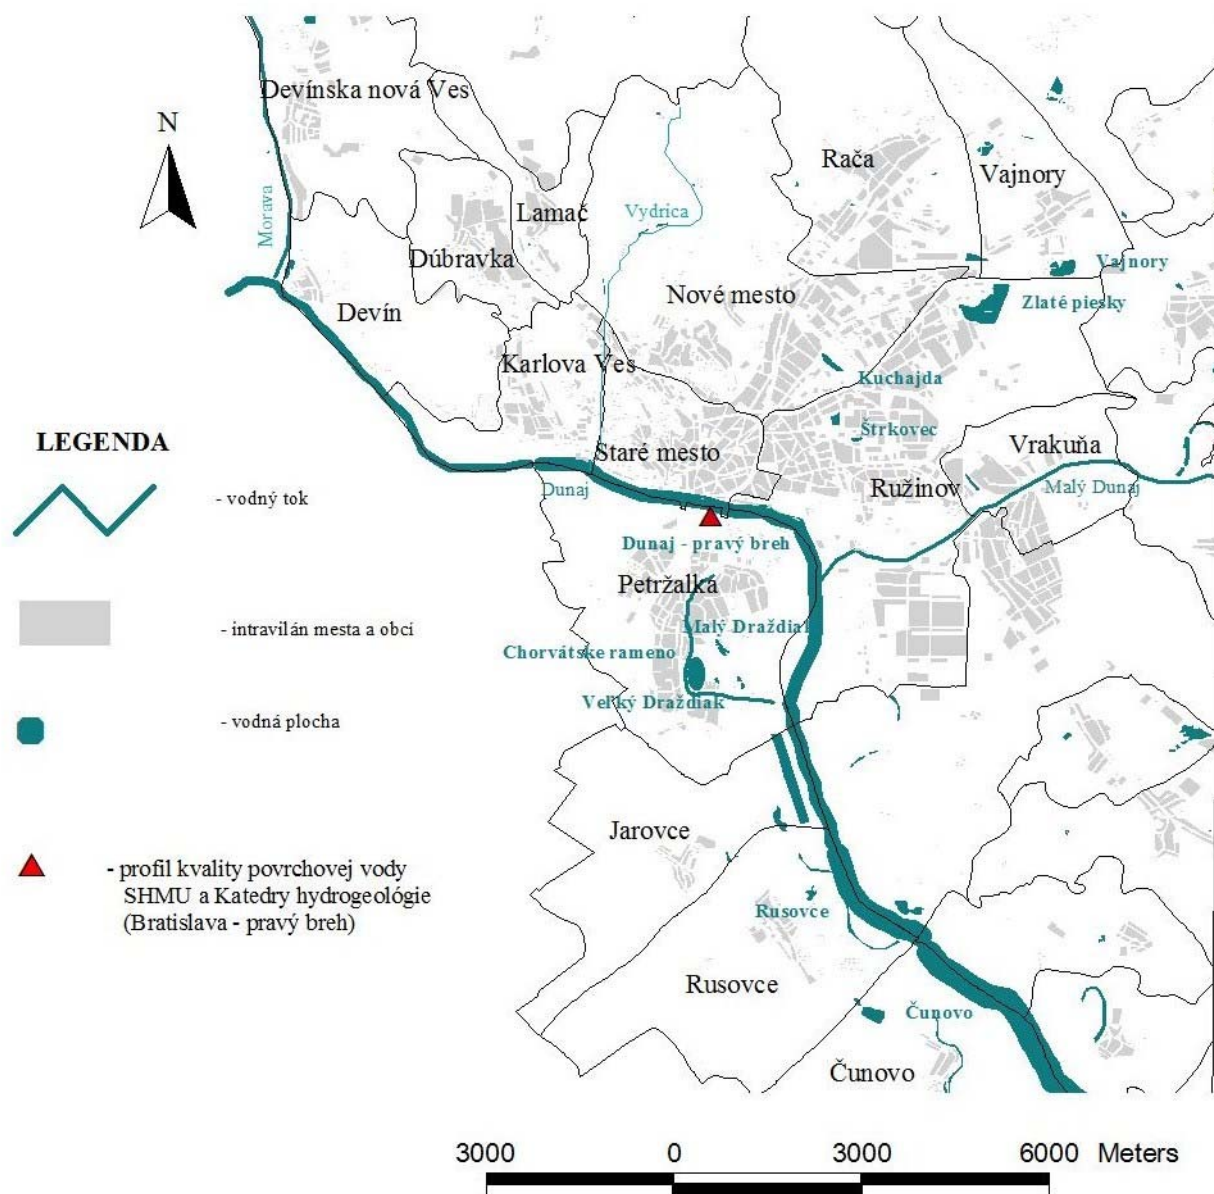 Devínska nová Ves
N
Rača
Vajnory
Lamač
Vydrica
Morava
Dúbravka
Vajnory
Nové mesto
Zlaté piesky
Devín
Karlova Ves
Kuchajda
LEGENDA
Štrkovec
Vrakuňa
Staré mesto
- vodný tok
Dunaj
Ružinov
Malý Dunaj
Dunaj - pravý breh
Petržalka
- intravilán mesta a obcí
Malý Draždiak
Chorvátske rameno
Veľký Draždiak
- vodná plocha
Jarovce
- profil kvality povrchovej vody
SHMU a Katedry hydrogeológie
(Bratislava - pravý breh)
Rusovce
Rusovce
Čunovo
Čunovo
3000 0 3000 6000 Meters